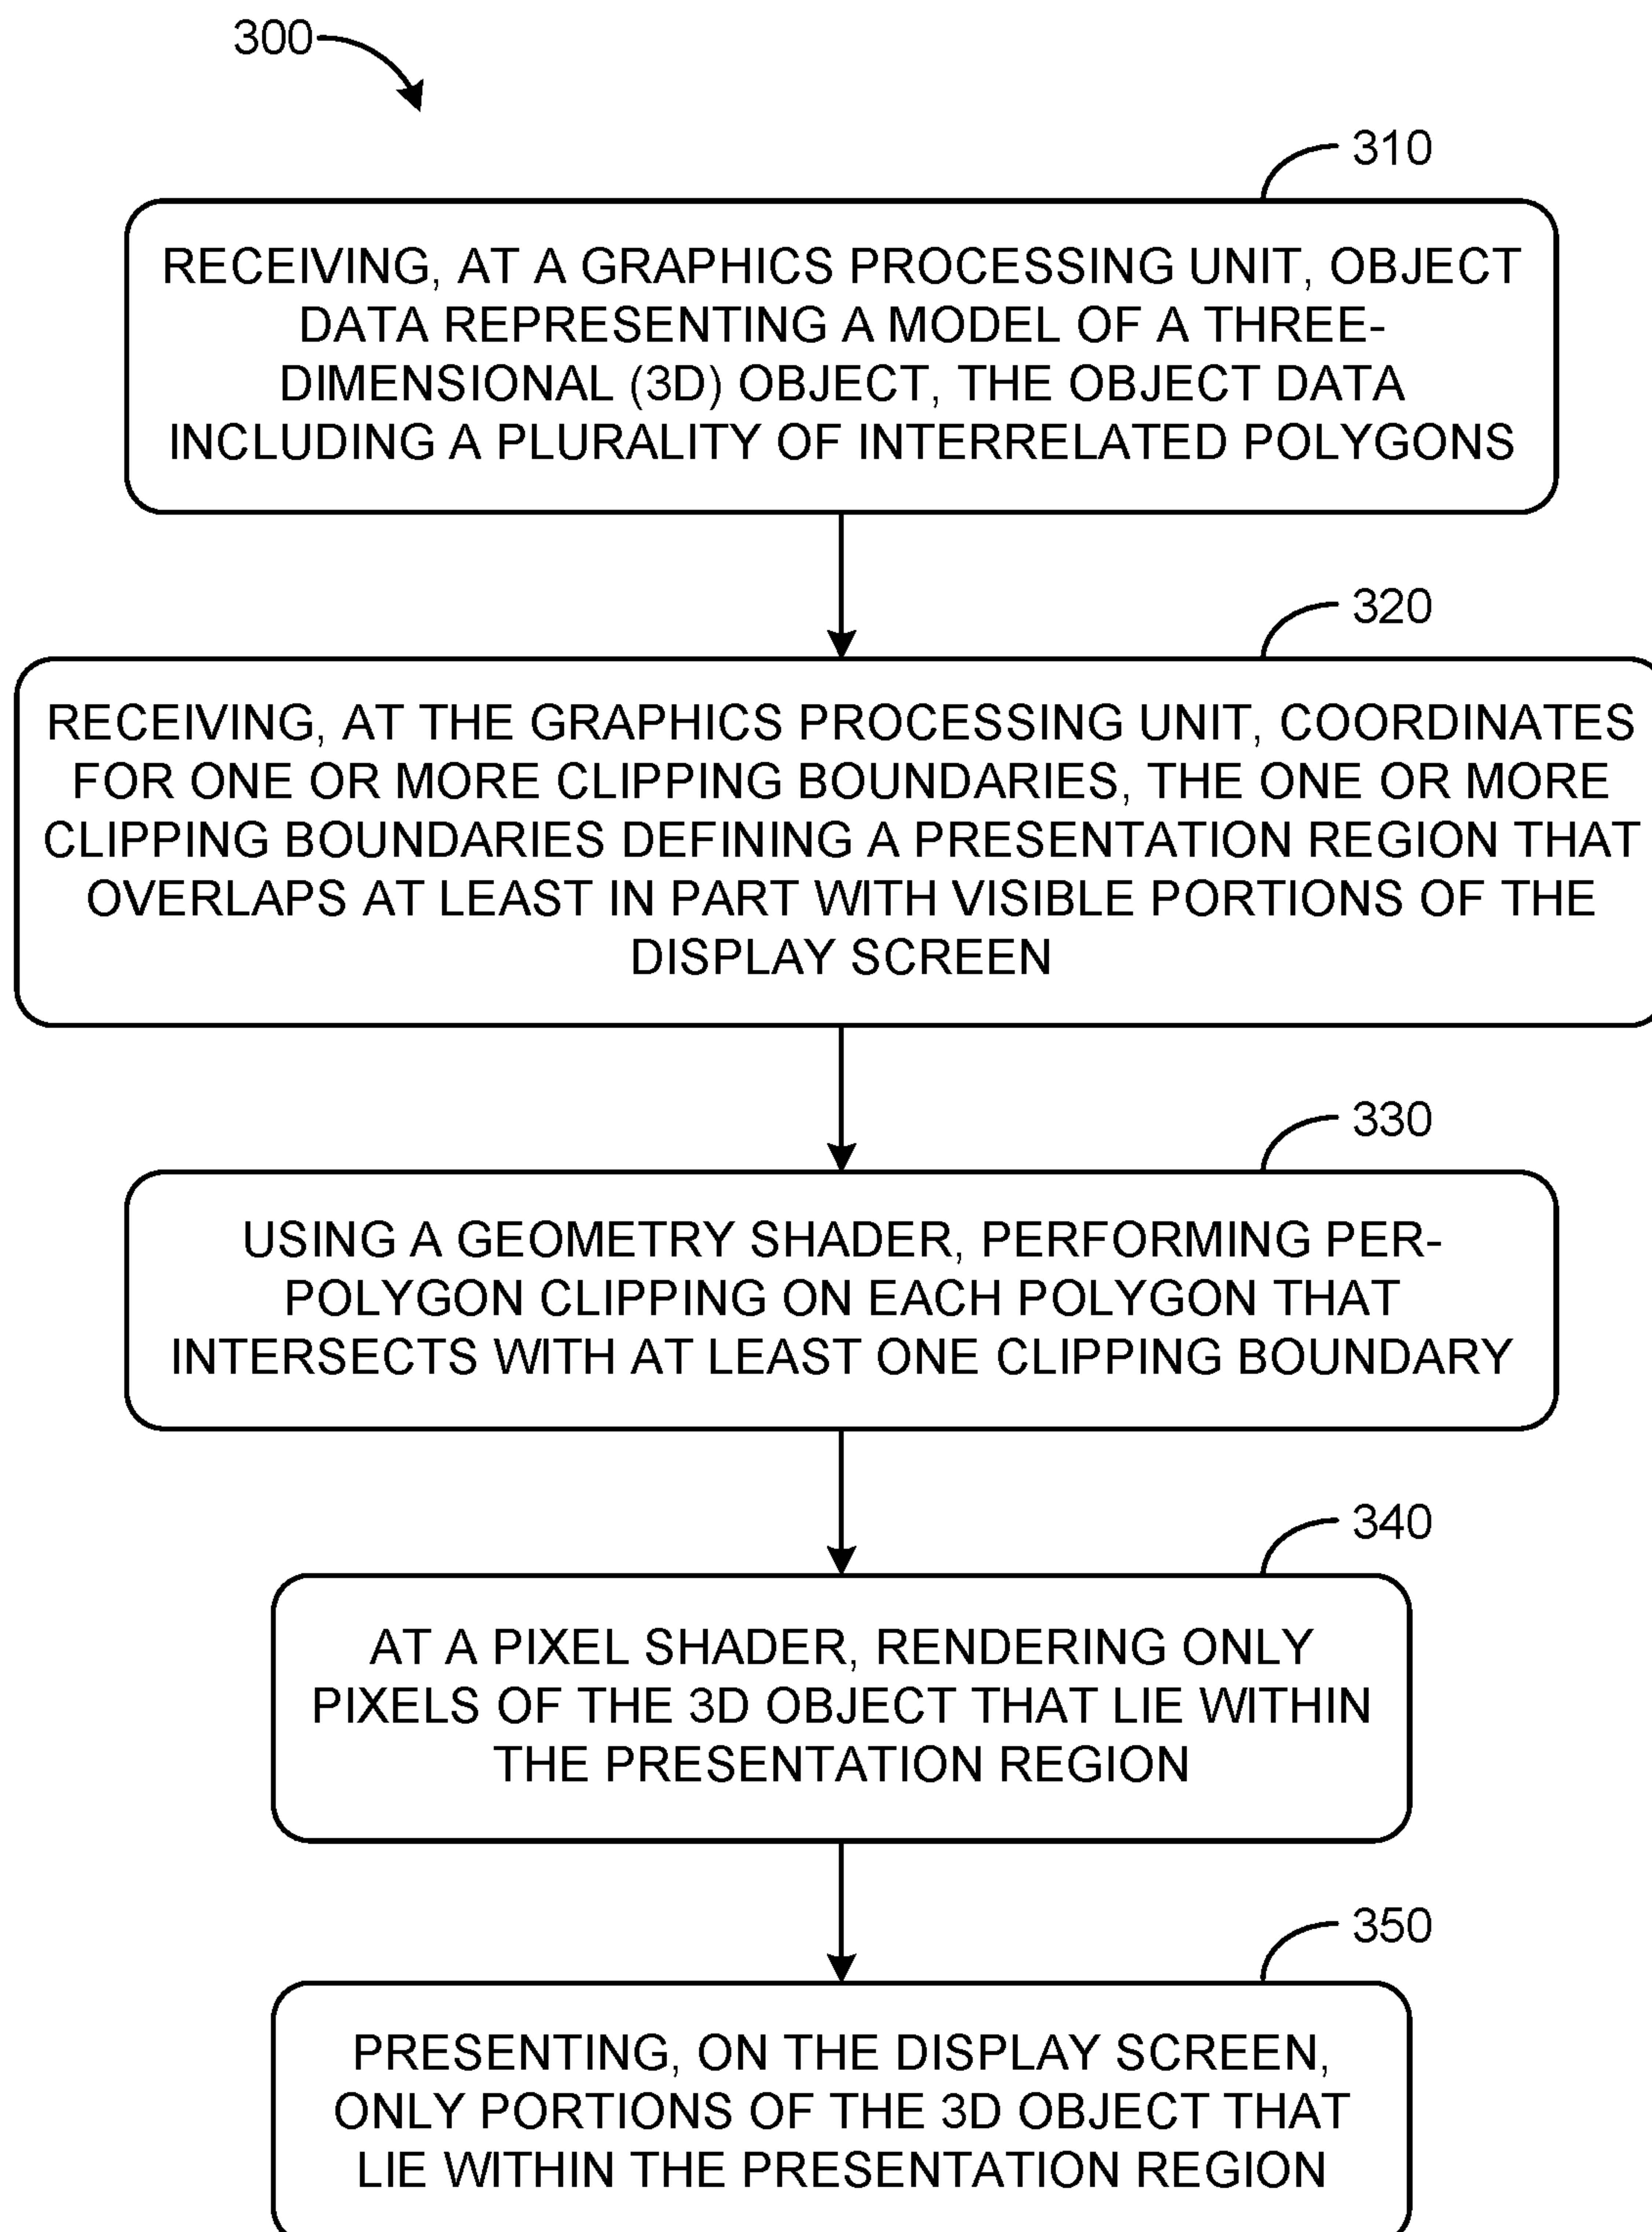 300
310
RECEIVING, AT A GRAPHICS PROCESSING UNIT, OBJECT
DATA REPRESENTING A MODEL OF A THREE-
DIMENSIONAL (3D) OBJECT, THE OBJECT DATA
INCLUDING A PLURALITY OF INTERRELATED POLYGONS
320
RECEIVING, AT THE GRAPHICS PROCESSING UNIT, COORDINATES
FOR ONE OR MORE CLIPPING BOUNDARIES, THE ONE OR MORE
CLIPPING BOUNDARIES DEFINING A PRESENTATION REGION THAT
OVERLAPS AT LEAST IN PART WITH VISIBLE PORTIONS OF THE
DISPLAY SCREEN
330
USING A GEOMETRY SHADER, PERFORMING PER-
POLYGON CLIPPING ON EACH POLYGON THAT
INTERSECTS WITH AT LEAST ONE CLIPPING BOUNDARY
340
AT A PIXEL SHADER, RENDERING ONLY
PIXELS OF THE 3D OBJECT THAT LIE WITHIN
THE PRESENTATION REGION
350
PRESENTING, ON THE DISPLAY SCREEN,
ONLY PORTIONS OF THE 3D OBJECT THAT
LIE WITHIN THE PRESENTATION REGION